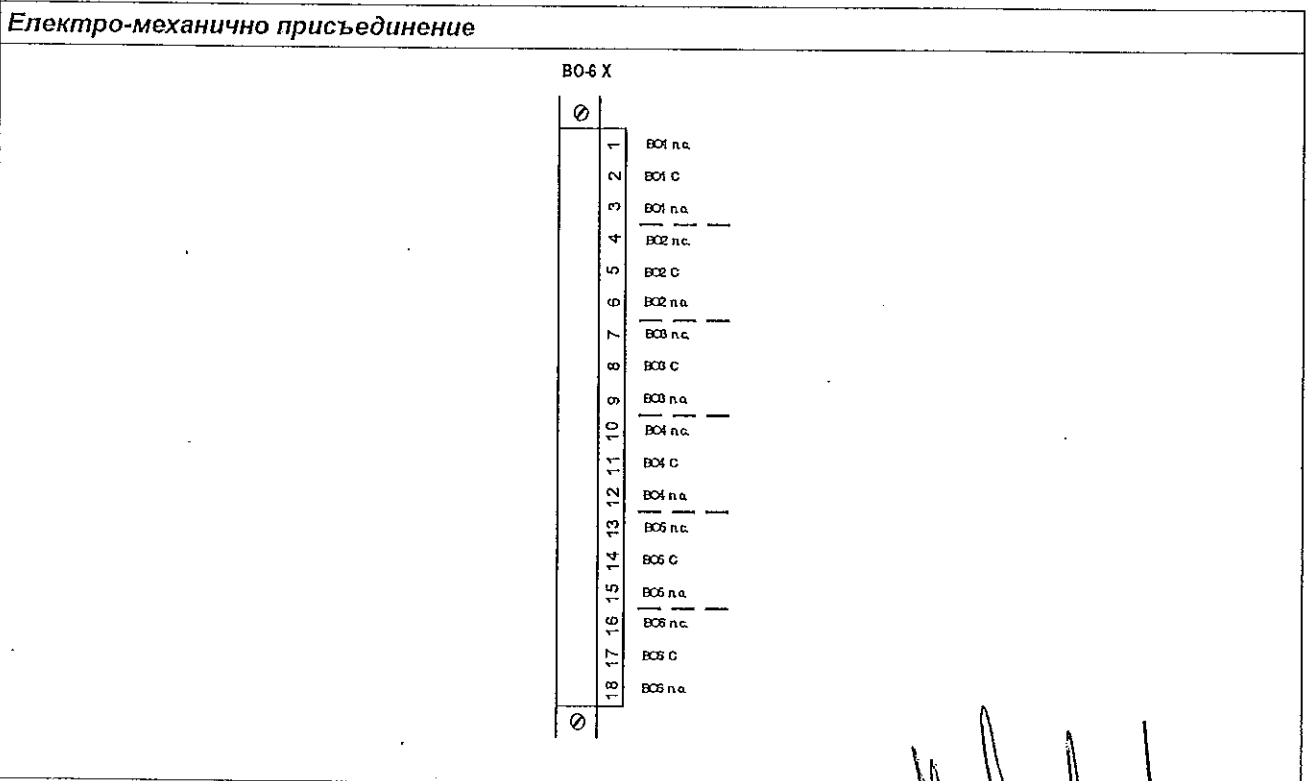 Електро-механично присъединение
BO-6 X
1 BO1 n.c.
2 BO1 C
3 BO1 n.o.
4 BO2 n.c.
5 BO2 C
6 BO2 n.o.
7 BO3 n.c.
8 BO3 C
9 BO3 n.o.
10 BO4 n.c.
11 BO4 C
12 BO4 n.o.
13 BO5 n.c.
14 BO5 C
15 BO5 n.o.
16 BO6 n.c.
17 BO6 C
18 BO6 n.o.